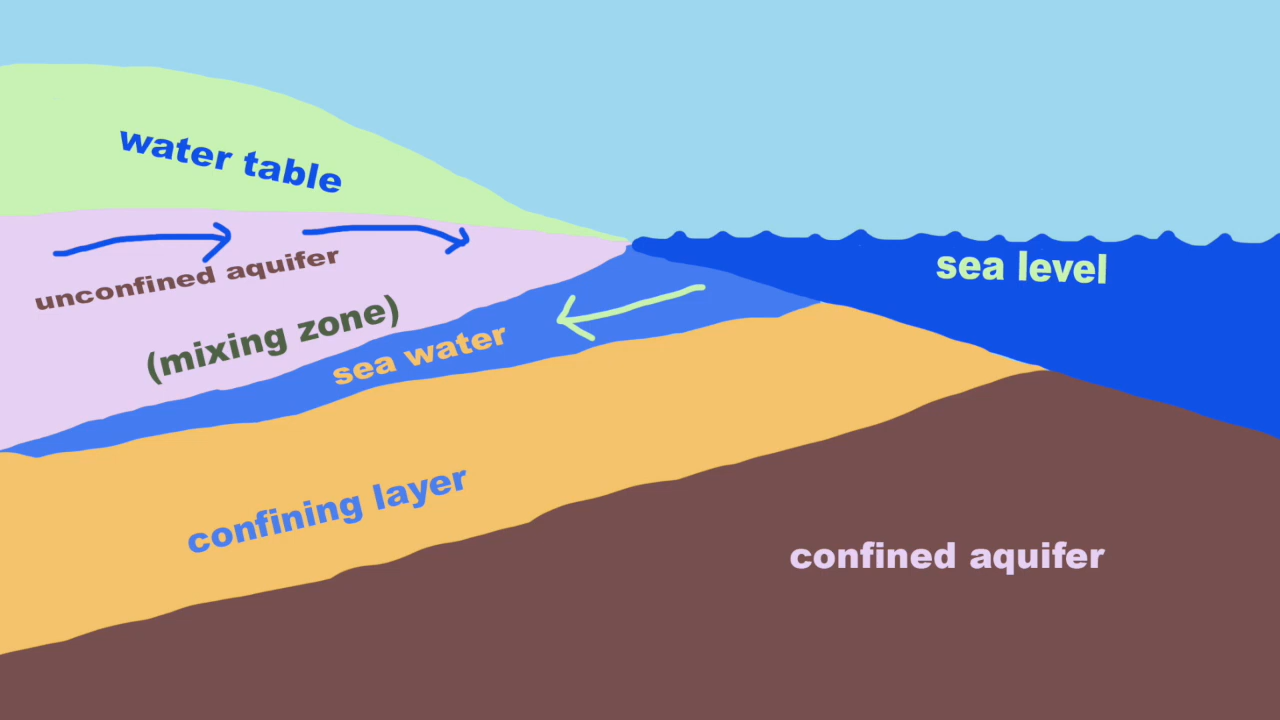 water table
sea level
unconfined aquifer
(mixing zone)
sea water
confining layer
confined aquifer